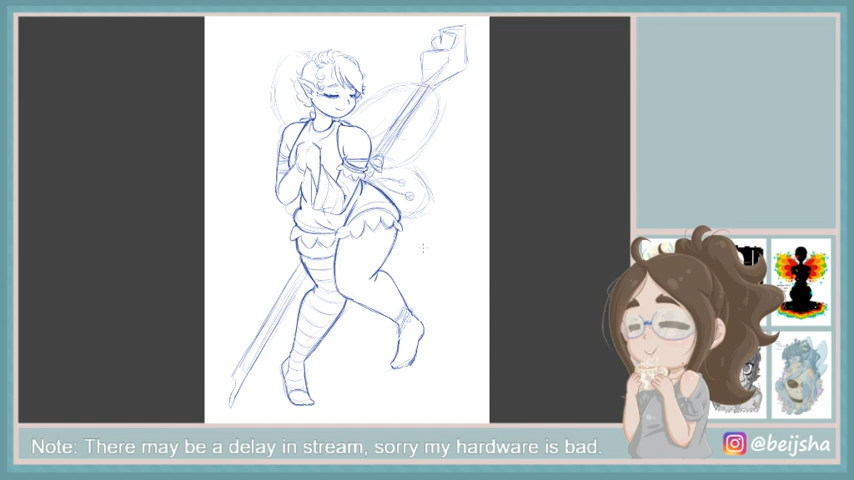 Note: There may be a delay in stream, sorry my hardware is bad.
@beijsha